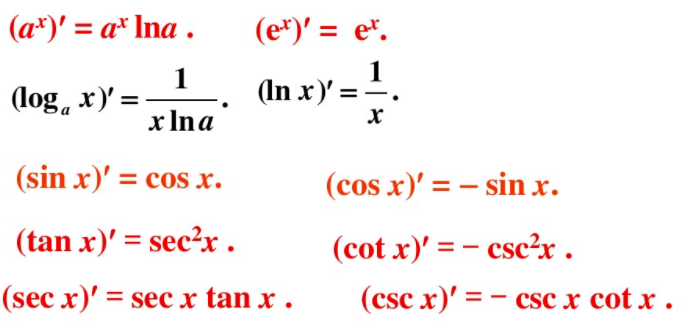 (aˣ)′ = aˣ lna . (eˣ)′ = eˣ.
(logₐ x)′ = 1/(x lna) . (ln x)′ = 1/x .
(sin x)′ = cos x. (cos x)′ = − sin x.
(tan x)′ = sec²x . (cot x)′ = − csc²x .
(sec x)′ = sec x tan x . (csc x)′ = − csc x cot x .